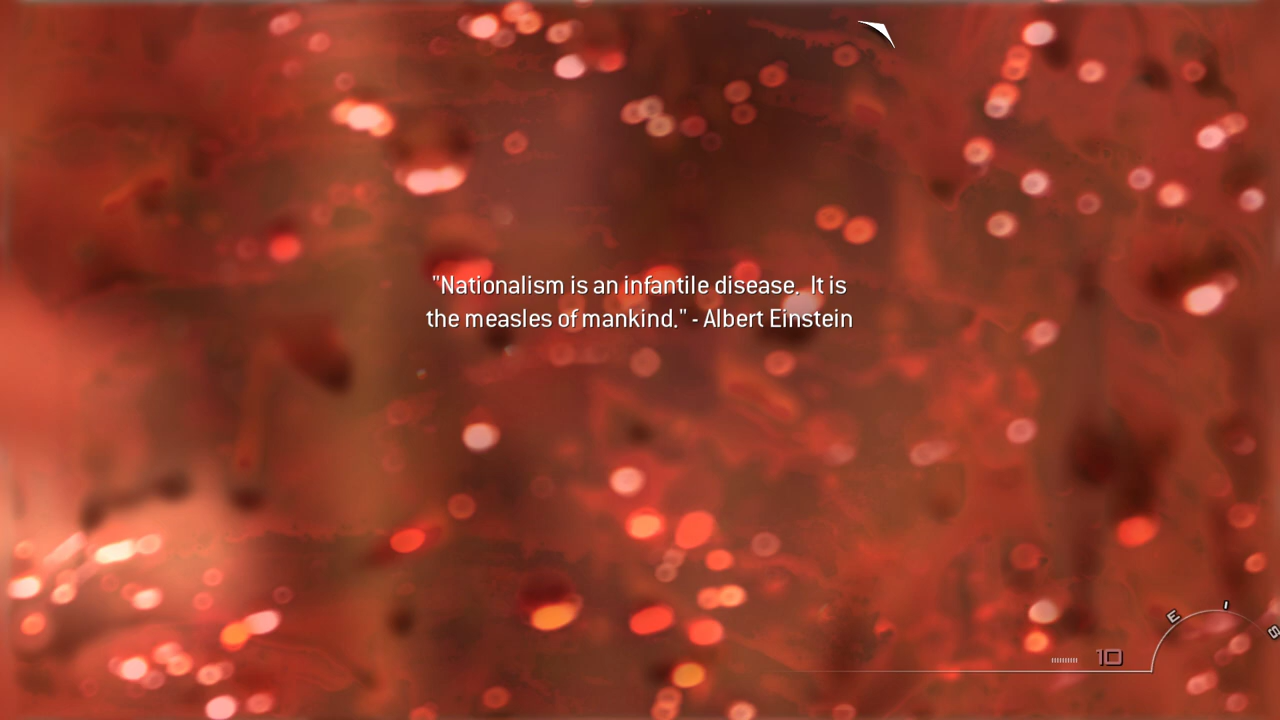 "Nationalism is an infantile disease.  It is
the measles of mankind." - Albert Einstein
E
10